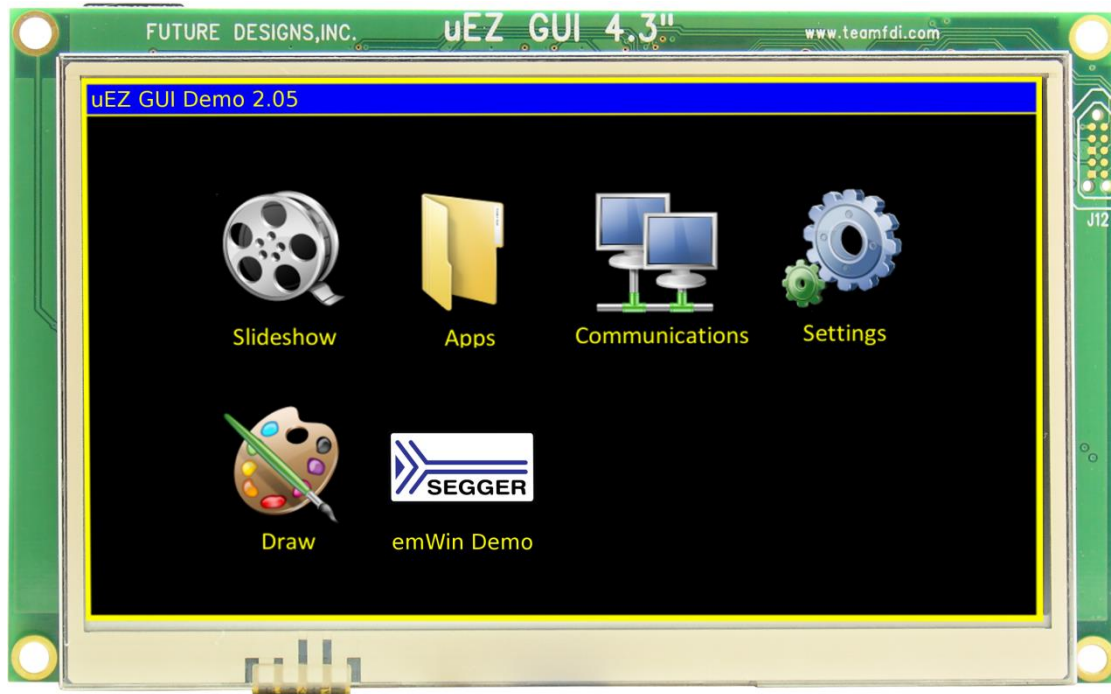 FUTURE DESIGNS,INC. uEZ GUI 4.3" www.teamfdi.com
uEZ GUI Demo 2.05
J12
Slideshow Apps Communications Settings
SEGGER
Draw emWin Demo